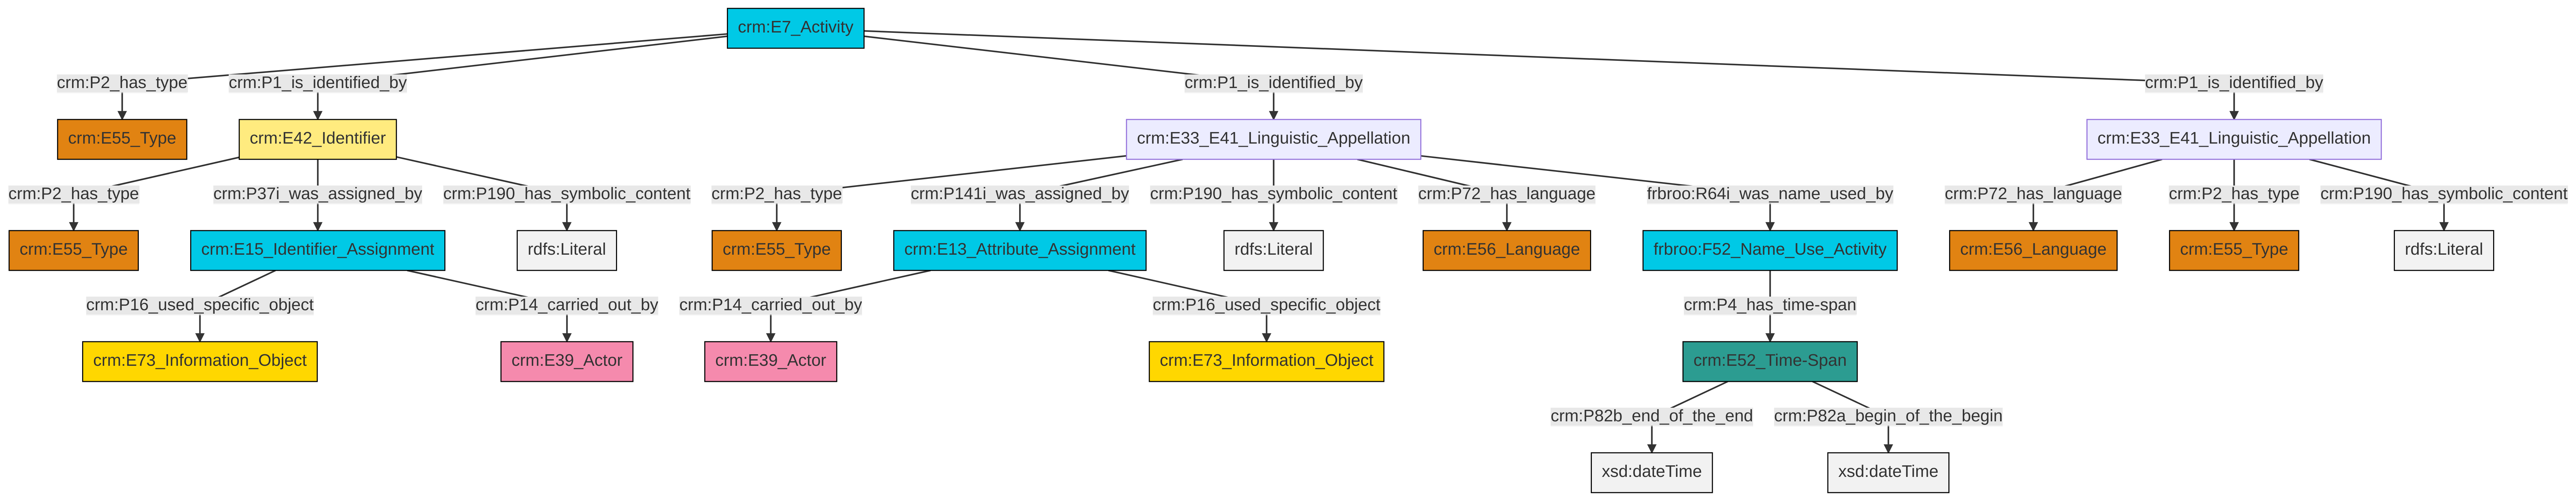 crm:E7_Activity
crm:P2_has_type
crm:P1_is_identified_by
crm:P1_is_identified_by
crm:P1_is_identified_by
crm:E55_Type
crm:E42_Identifier
crm:E33_E41_Linguistic_Appellation
crm:E33_E41_Linguistic_Appellation
crm:P2_has_type
crm:P37i_was_assigned_by
crm:P190_has_symbolic_content
crm:P2_has_type
crm:P141i_was_assigned_by
crm:P190_has_symbolic_content
crm:P72_has_language
frbroo:R64i_was_name_used_by
crm:P72_has_language
crm:P2_has_type
crm:P190_has_symbolic_content
crm:E55_Type
crm:E15_Identifier_Assignment
rdfs:Literal
crm:E55_Type
crm:E13_Attribute_Assignment
rdfs:Literal
crm:E56_Language
frbroo:F52_Name_Use_Activity
crm:E56_Language
crm:E55_Type
rdfs:Literal
crm:P16_used_specific_object
crm:P14_carried_out_by
crm:P14_carried_out_by
crm:P16_used_specific_object
crm:P4_has_time-span
crm:E73_Information_Object
crm:E39_Actor
crm:E39_Actor
crm:E73_Information_Object
crm:E52_Time-Span
crm:P82b_end_of_the_end
crm:P82a_begin_of_the_begin
xsd:dateTime
xsd:dateTime